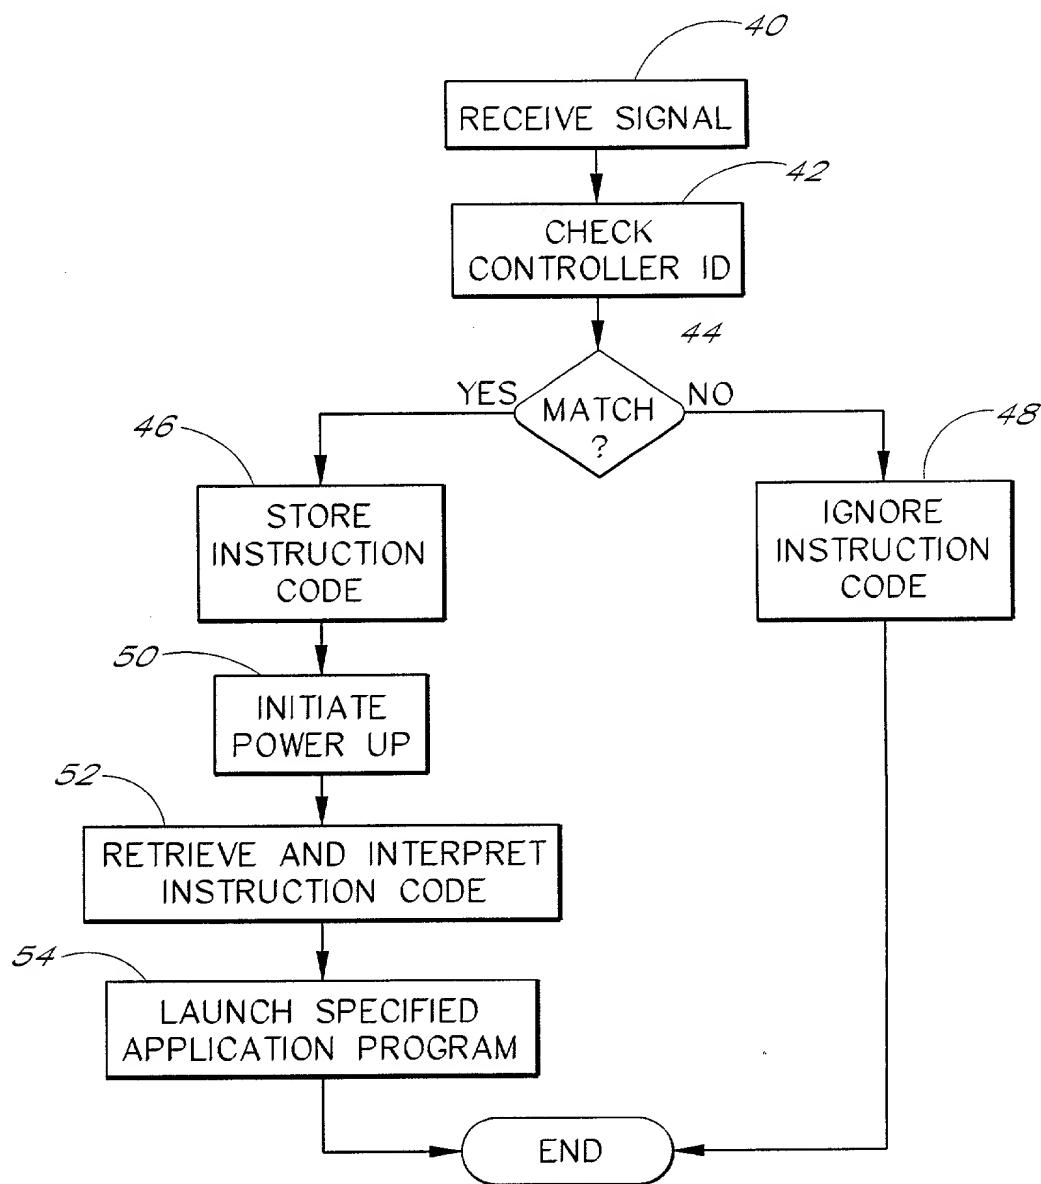 40
RECEIVE SIGNAL
42
CHECK
CONTROLLER ID
44
YES
MATCH
?
NO
46
STORE
INSTRUCTION
CODE
48
IGNORE
INSTRUCTION
CODE
50
INITIATE
POWER UP
52
RETRIEVE AND INTERPRET
INSTRUCTION CODE
54
LAUNCH SPECIFIED
APPLICATION PROGRAM
END